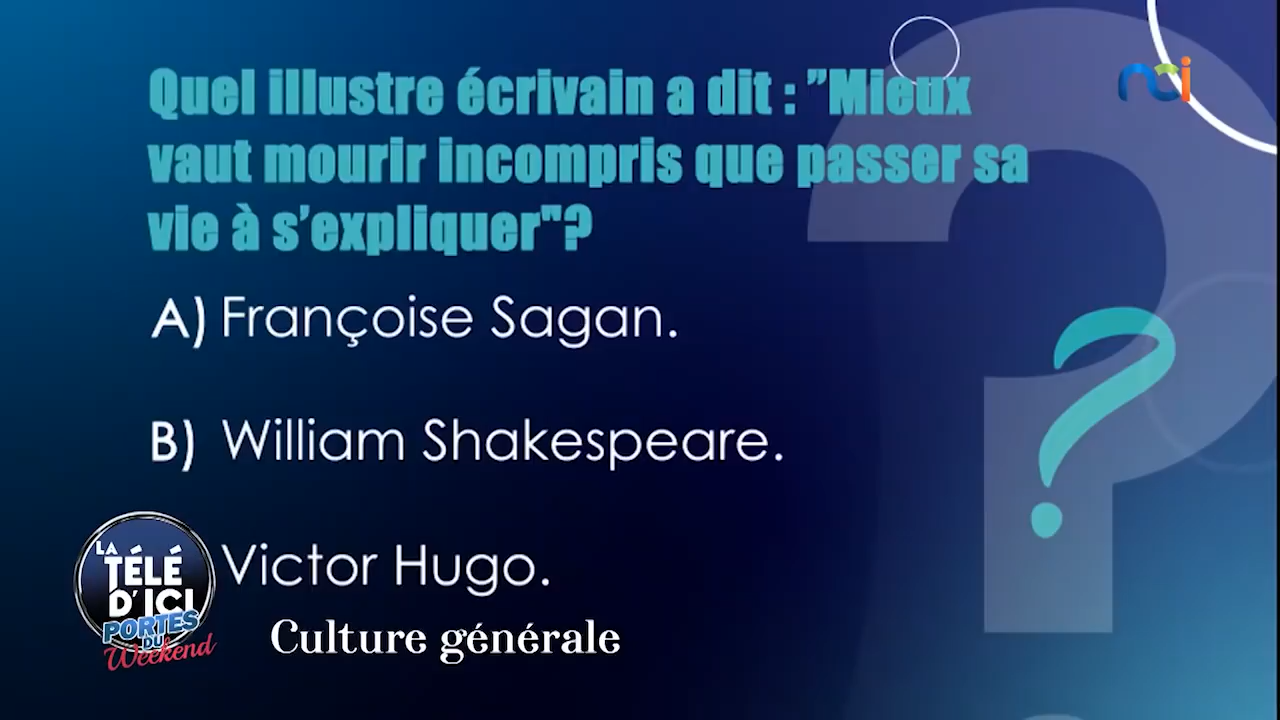 nci
Quel illustre écrivain a dit : ”Mieux
vaut mourir incompris que passer sa
vie à s’expliquer"?
A) Françoise Sagan.
B) William Shakespeare.
Victor Hugo.
LA
TÉLÉ
D'ICI
PORTES
DU
Weekend
Culture générale